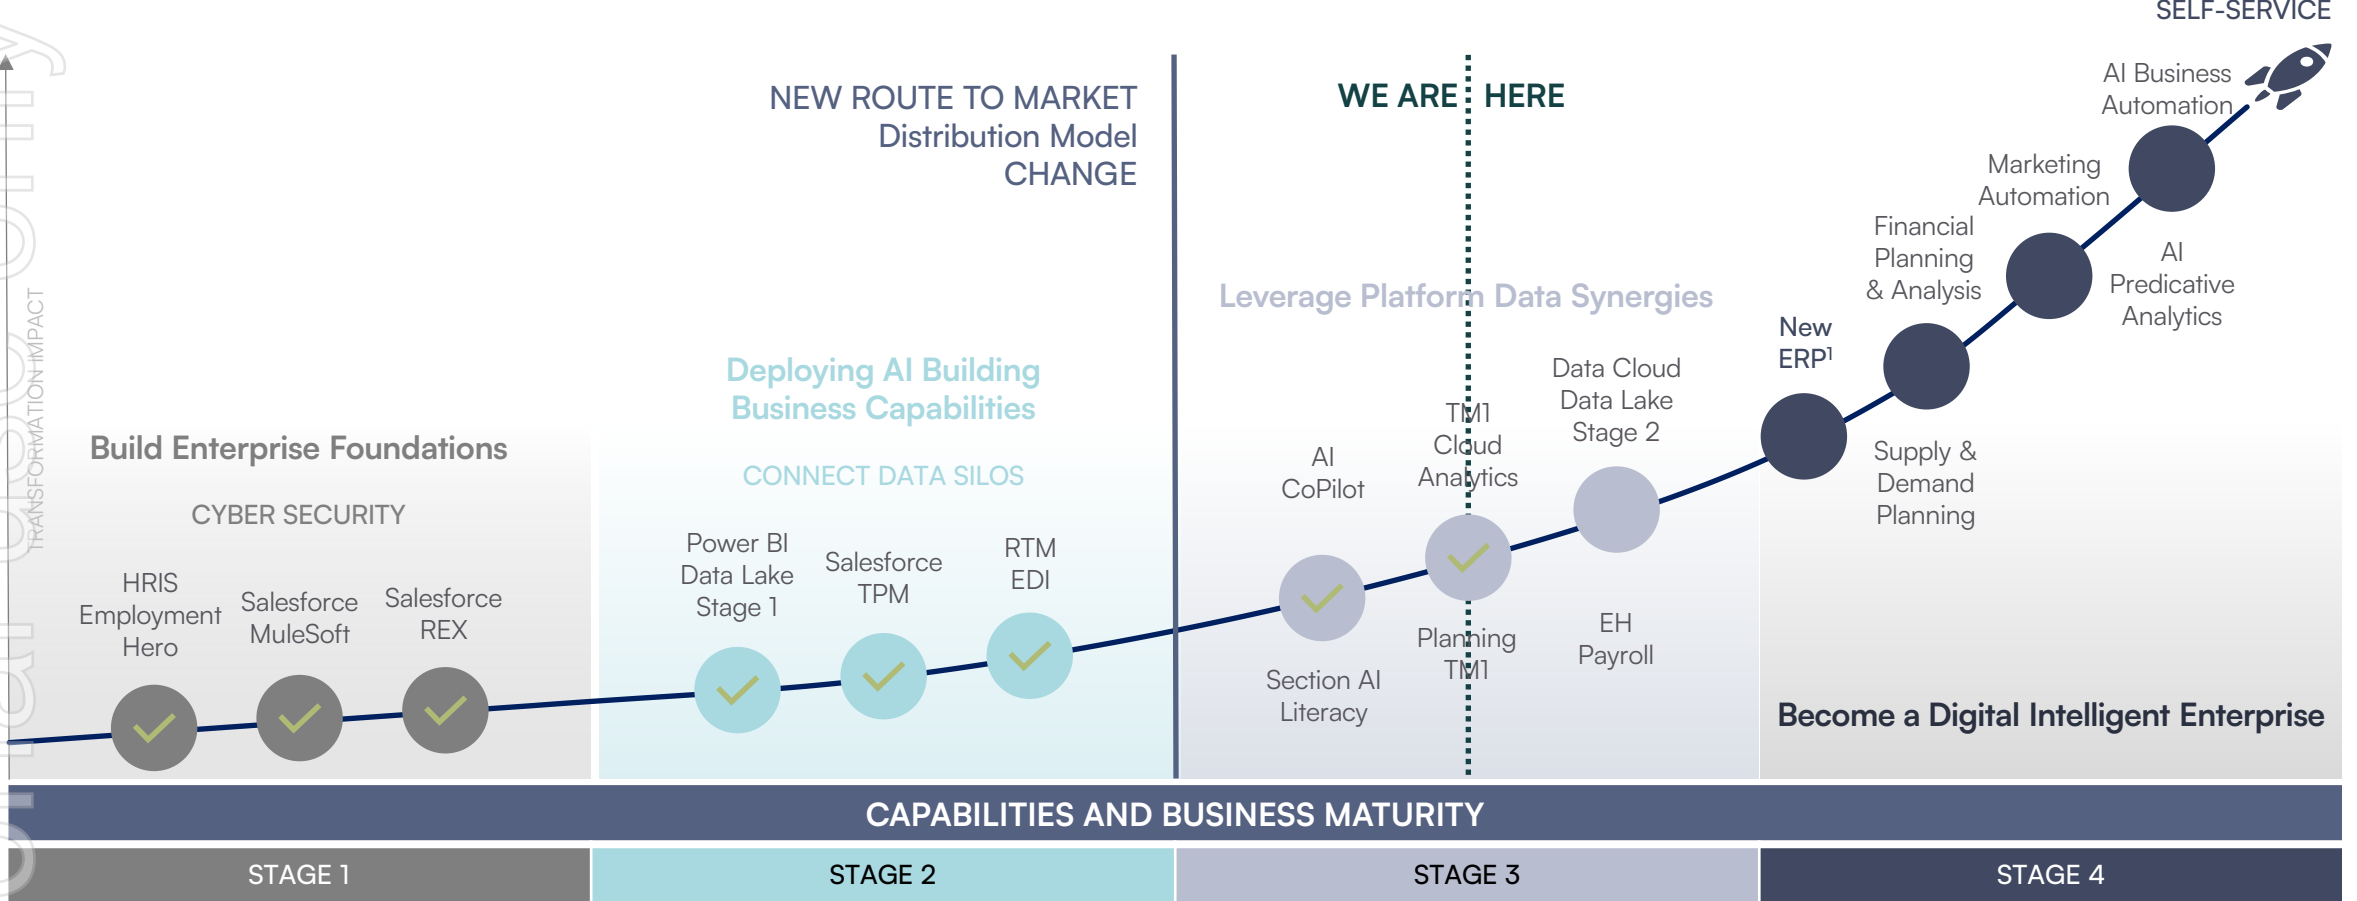 SELF-SERVICE
TRANSFORMATION IMPACT
NEW ROUTE TO MARKET
Distribution Model
CHANGE
WE ARE HERE
Build Enterprise Foundations
CYBER SECURITY
HRIS
Employment
Hero
Salesforce
MuleSoft
Salesforce
REX
Deploying AI Building
Business Capabilities
CONNECT DATA SILOS
Power BI
Data Lake
Stage 1
Salesforce
TPM
RTM
EDI
Leverage Platform Data Synergies
AI
CoPilot
Section AI
Literacy
TM1
Cloud
Analytics
Planning
TM1
Data Cloud
Data Lake
Stage 2
EH
Payroll
New
ERP¹
Financial
Planning
& Analysis
Supply &
Demand
Planning
Marketing
Automation
AI
Predicative
Analytics
AI Business
Automation
Become a Digital Intelligent Enterprise
CAPABILITIES AND BUSINESS MATURITY
STAGE 1
STAGE 2
STAGE 3
STAGE 4